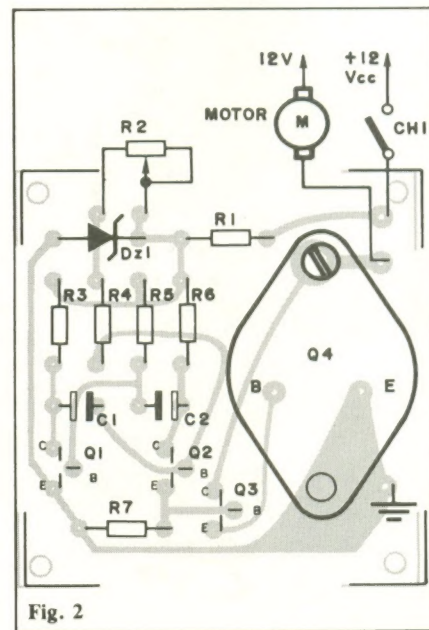 12V
+12
Vcc
MOTOR
M
CH1
R2
R1
Dz1
R3
R4
R5
R6
Q4
B
E
C1
C2
C
Q1
B
E
C
Q2
B
E
C
Q3
B
E
R7
Fig. 2